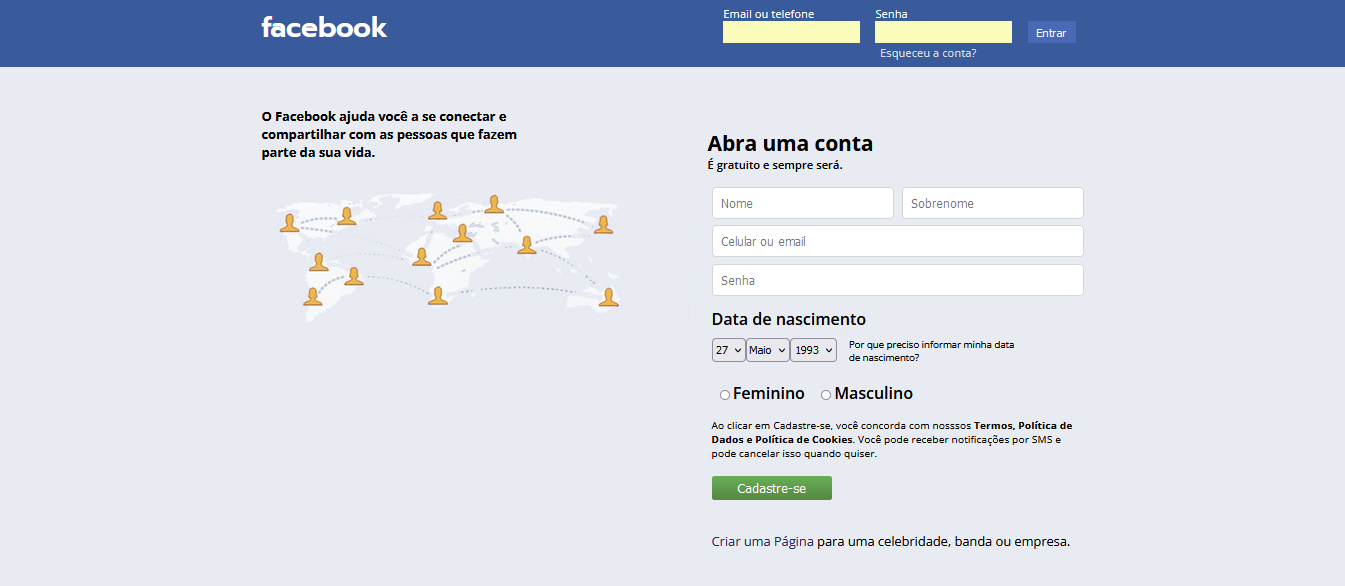 facebook
Email ou telefone
Senha
Entrar
Esqueceu a conta?
O Facebook ajuda você a se conectar e
compartilhar com as pessoas que fazem
parte da sua vida.
Abra uma conta
É gratuito e sempre será.
Nome
Sobrenome
Celular ou email
Senha
Data de nascimento
27 Maio 1993
Por que preciso informar minha data
de nascimento?
Feminino Masculino
Ao clicar em Cadastre-se, você concorda com nosssos Termos, Política de
Dados e Política de Cookies. Você pode receber notificações por SMS e
pode cancelar isso quando quiser.
Cadastre-se
Criar uma Página para uma celebridade, banda ou empresa.